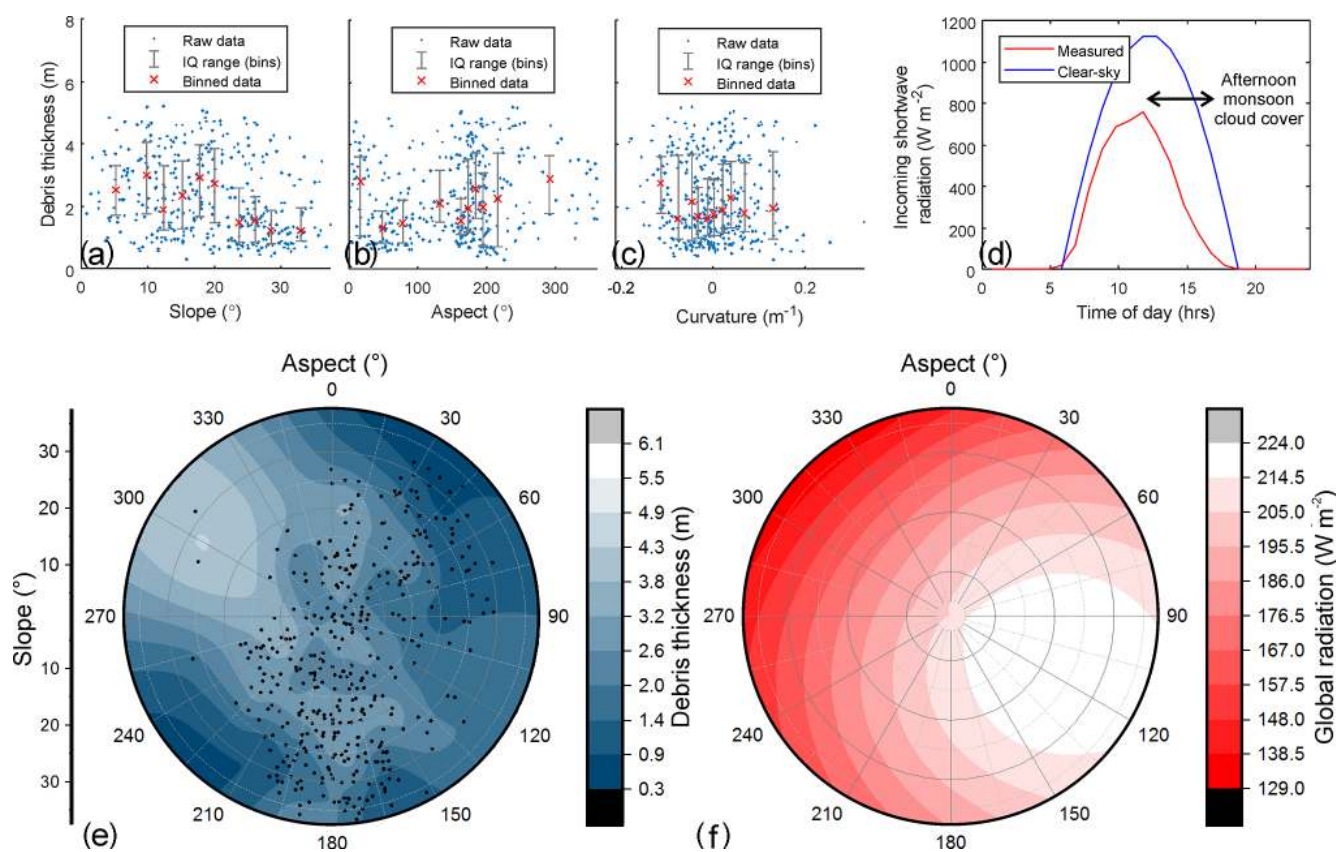 8
6
4
2
0
Debris thickness (m)
Raw data
IQ range (bins)
Binned data
(a)
0
10
20
30
Slope (°)
Raw data
IQ range (bins)
Binned data
(b)
0
100
200
300
Aspect (°)
Raw data
IQ range (bins)
Binned data
(c)
-0.2
0
0.2
Curvature (m-1)
1200
1000
800
600
400
200
0
Incoming shortwave
radiation (W m-2)
Measured
Clear-sky
Afternoon
monsoon
cloud cover
(d)
0
5
10
15
20
Time of day (hrs)
Aspect (°)
0
30
60
90
120
150
180
210
240
270
300
330
Slope (°)
30
20
10
10
20
30
(e)
6.1
5.5
4.9
4.3
3.8
3.2
2.6
2.0
1.4
0.9
0.3
Debris thickness (m)
Aspect (°)
0
30
60
90
120
150
180
210
240
270
300
330
(f)
224.0
214.5
205.0
195.5
186.0
176.5
167.0
157.5
148.0
138.5
129.0
Global radiation (W m-2)